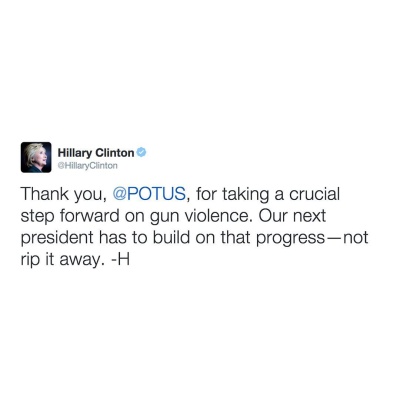 Hillary Clinton
@HillaryClinton
Thank you, @POTUS, for taking a crucial
step forward on gun violence. Our next
president has to build on that progress—not
rip it away. -H